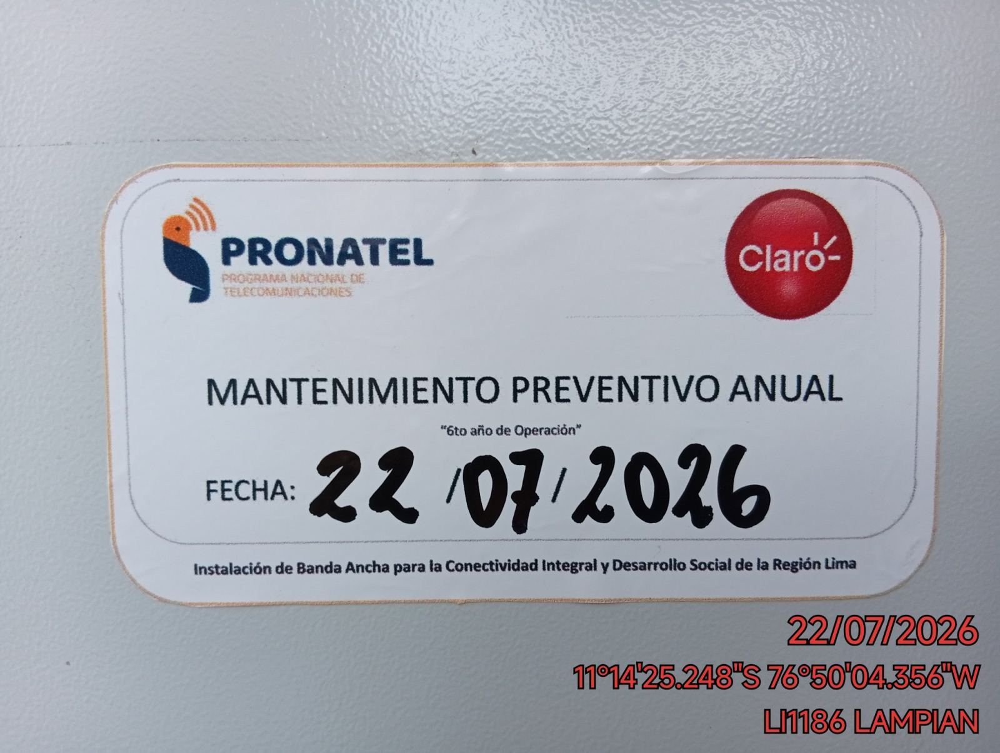 PRONATEL
PROGRAMA NACIONAL DE
TELECOMUNICACIONES
Claro
MANTENIMIENTO PREVENTIVO ANUAL
"6to año de Operación"
FECHA: 22/07/2026
Instalación de Banda Ancha para la Conectividad Integral y Desarrollo Social de la Región Lima
22/07/2026
11°14'25.248"S 76°50'04.356"W
LI1186 LAMPIAN